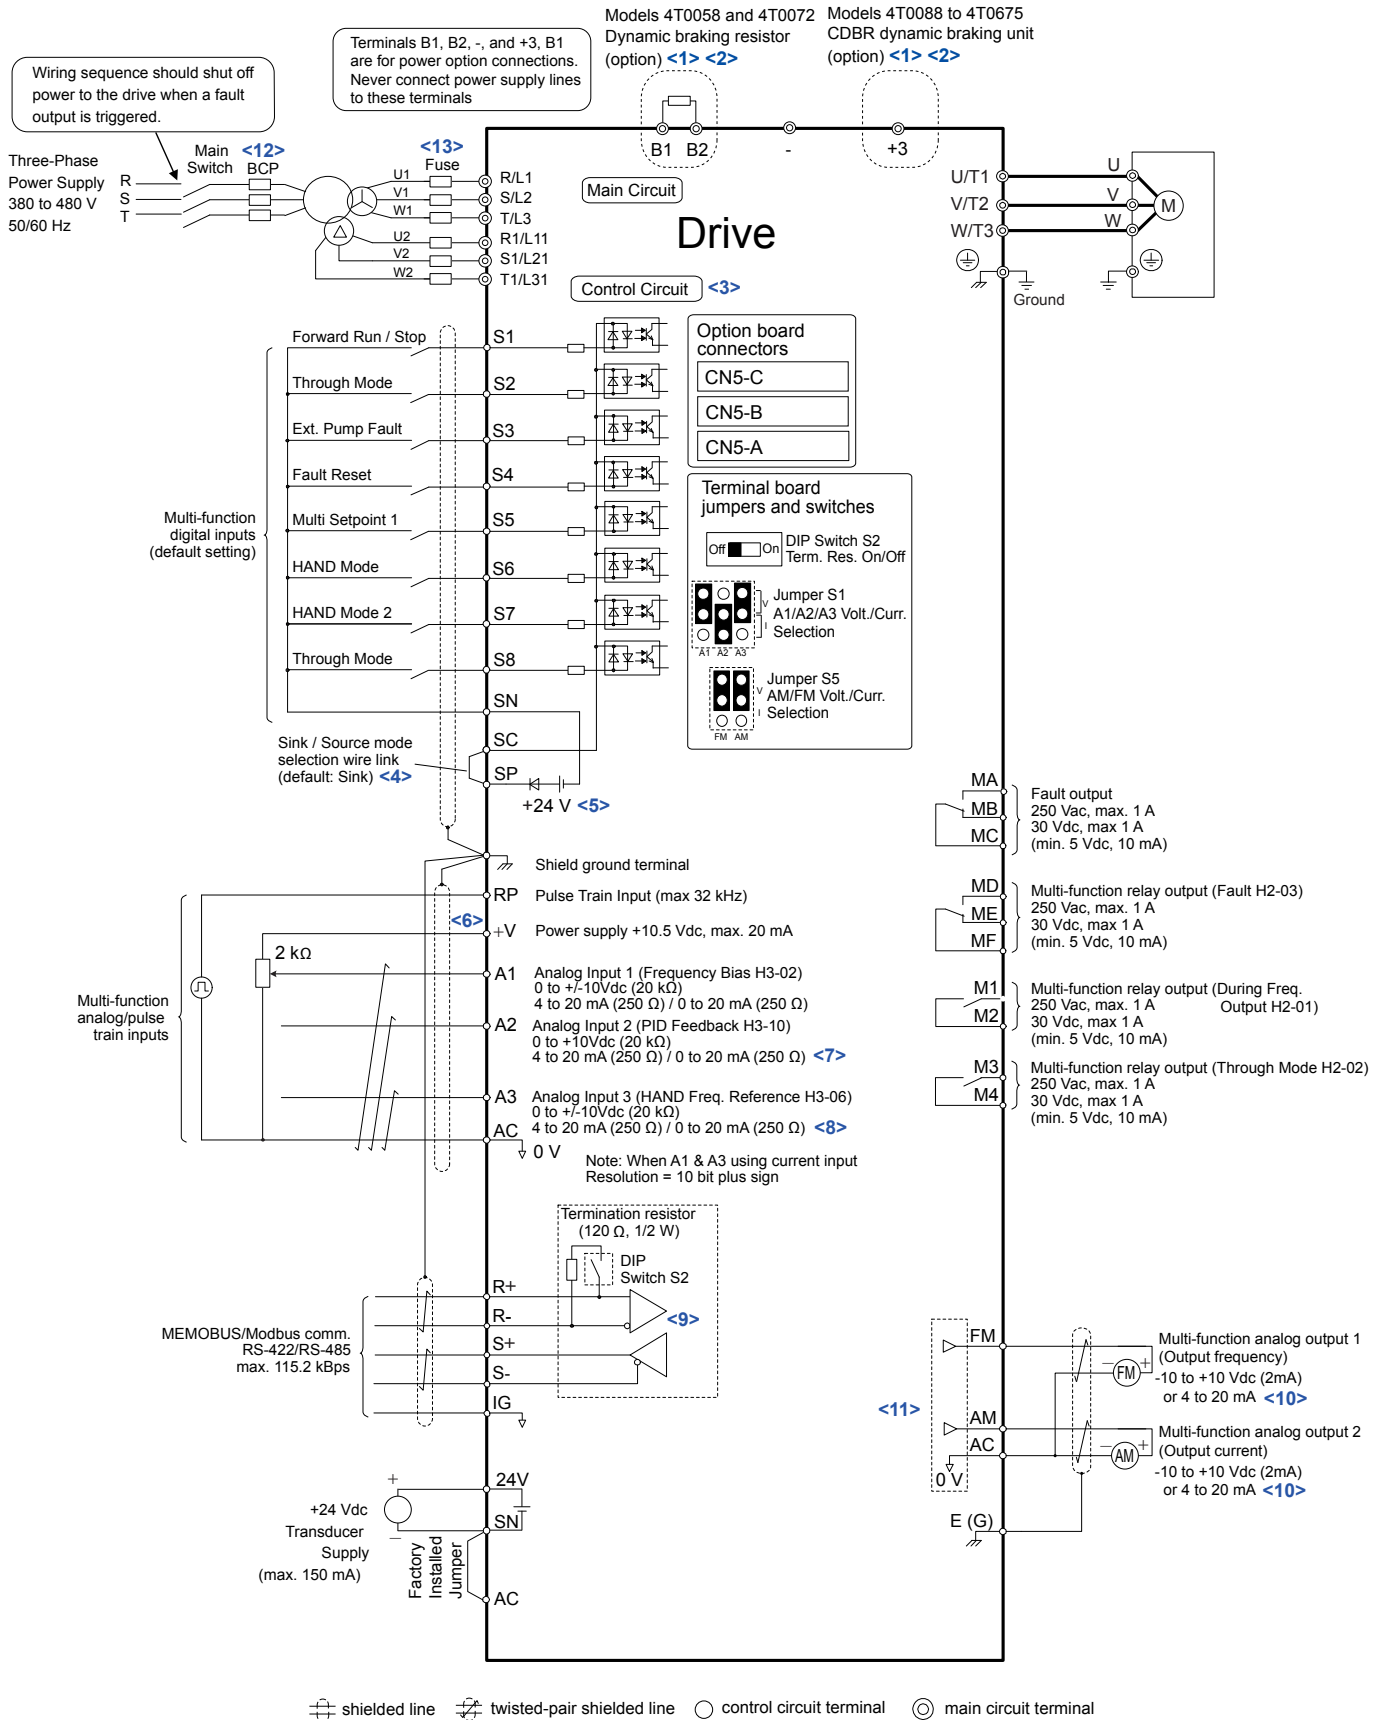 Models 4T0058 and 4T0072
Dynamic braking resistor
(option) <1> <2>
Models 4T0088 to 4T0675
CDBR dynamic braking unit
(option) <1> <2>
Terminals B1, B2, -, and +3, B1
are for power option connections.
Never connect power supply lines
to these terminals
Wiring sequence should shut off
power to the drive when a fault
output is triggered.
B1
B2
-
+3
Three-Phase
Power Supply
380 to 480 V
50/60 Hz
R
S
T
Main
Switch
<12>
BCP
<13>
Fuse
U1
V1
W1
U2
V2
W2
R/L1
S/L2
T/L3
R1/L11
S1/L21
T1/L31
Main Circuit
Drive
U/T1
V/T2
W/T3
U
V
W
M
Ground
Control Circuit <3>
Multi-function
digital inputs
(default setting)
Forward Run / Stop
S1
Through Mode
S2
Ext. Pump Fault
S3
Fault Reset
S4
Multi Setpoint 1
S5
HAND Mode
S6
HAND Mode 2
S7
Through Mode
S8
SN
SC
SP
Sink / Source mode
selection wire link
(default: Sink) <4>
+24 V <5>
Option board
connectors
CN5-C
CN5-B
CN5-A
Terminal board
jumpers and switches
Off
On
DIP Switch S2
Term. Res. On/Off
V
I
A1 A2 A3
Jumper S1
A1/A2/A3 Volt./Curr.
Selection
V
I
FM AM
Jumper S5
AM/FM Volt./Curr.
Selection
MA
MB
MC
Fault output
250 Vac, max. 1 A
30 Vdc, max 1 A
(min. 5 Vdc, 10 mA)
MD
ME
MF
Multi-function relay output (Fault H2-03)
250 Vac, max. 1 A
30 Vdc, max 1 A
(min. 5 Vdc, 10 mA)
M1
M2
Multi-function relay output (During Freq.
250 Vac, max. 1 A Output H2-01)
30 Vdc, max 1 A
(min. 5 Vdc, 10 mA)
M3
M4
Multi-function relay output (Through Mode H2-02)
250 Vac, max. 1 A
30 Vdc, max 1 A
(min. 5 Vdc, 10 mA)
Shield ground terminal
Multi-function
analog/pulse
train inputs
2 kΩ
<6>
RP
Pulse Train Input (max 32 kHz)
+V
Power supply +10.5 Vdc, max. 20 mA
A1
Analog Input 1 (Frequency Bias H3-02)
0 to +/-10Vdc (20 kΩ)
4 to 20 mA (250 Ω) / 0 to 20 mA (250 Ω)
A2
Analog Input 2 (PID Feedback H3-10)
0 to +10Vdc (20 kΩ)
4 to 20 mA (250 Ω) / 0 to 20 mA (250 Ω) <7>
A3
Analog Input 3 (HAND Freq. Reference H3-06)
0 to +/-10Vdc (20 kΩ)
4 to 20 mA (250 Ω) / 0 to 20 mA (250 Ω) <8>
AC
0 V
Note: When A1 & A3 using current input
Resolution = 10 bit plus sign
Termination resistor
(120 Ω, 1/2 W)
DIP
Switch S2
<9>
MEMOBUS/Modbus comm.
RS-422/RS-485
max. 115.2 kBps
R+
R-
S+
S-
IG
<11>
FM
AM
AC
0 V
E (G)
FM
− +
AM
− +
Multi-function analog output 1
(Output frequency)
-10 to +10 Vdc (2mA)
or 4 to 20 mA <10>
Multi-function analog output 2
(Output current)
-10 to +10 Vdc (2mA)
or 4 to 20 mA <10>
+
−
+24 Vdc
Transducer
Supply
(max. 150 mA)
24V
SN
AC
Factory
Installed
Jumper
shielded line
twisted-pair shielded line
control circuit terminal
main circuit terminal